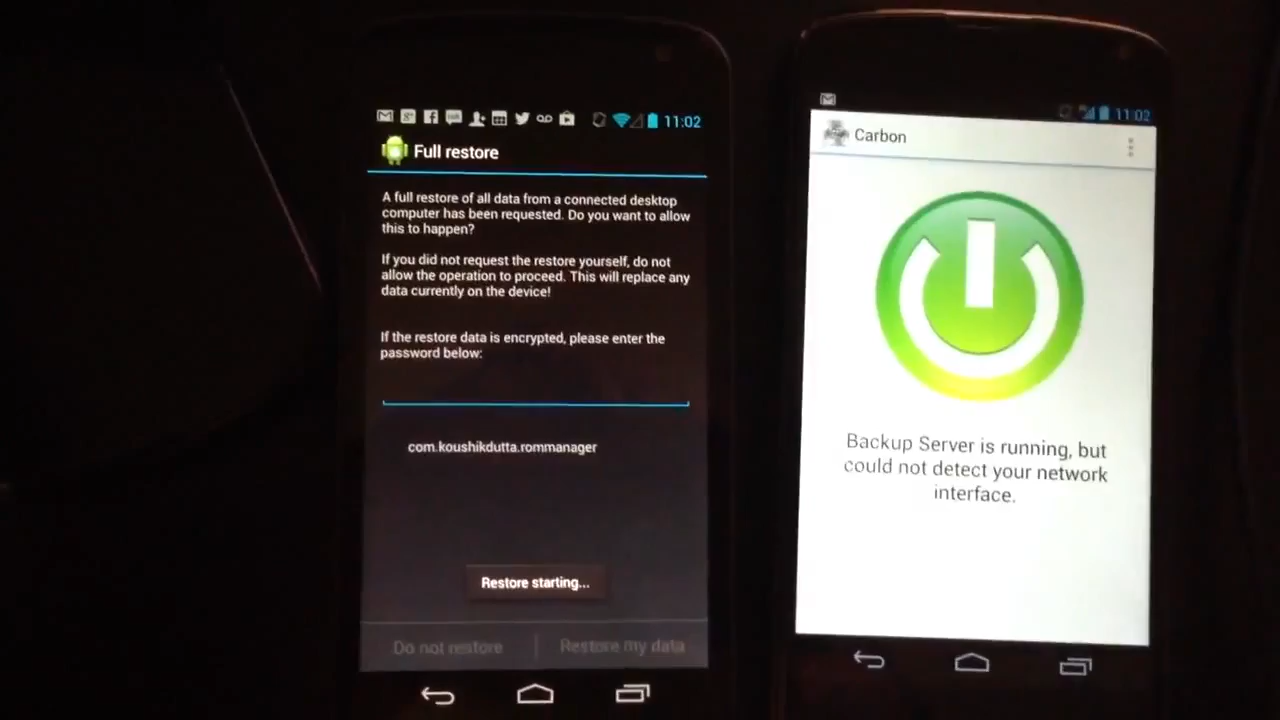 11:02
Full restore
A full restore of all data from a connected desktop
computer has been requested. Do you want to allow
this to happen?
If you did not request the restore yourself, do not
allow the operation to proceed. This will replace any
data currently on the device!
If the restore data is encrypted, please enter the
password below:
com.koushikdutta.rommanager
Restore starting...
Do not restore
Restore my data
11:02
Carbon
Backup Server is running, but
could not detect your network
interface.